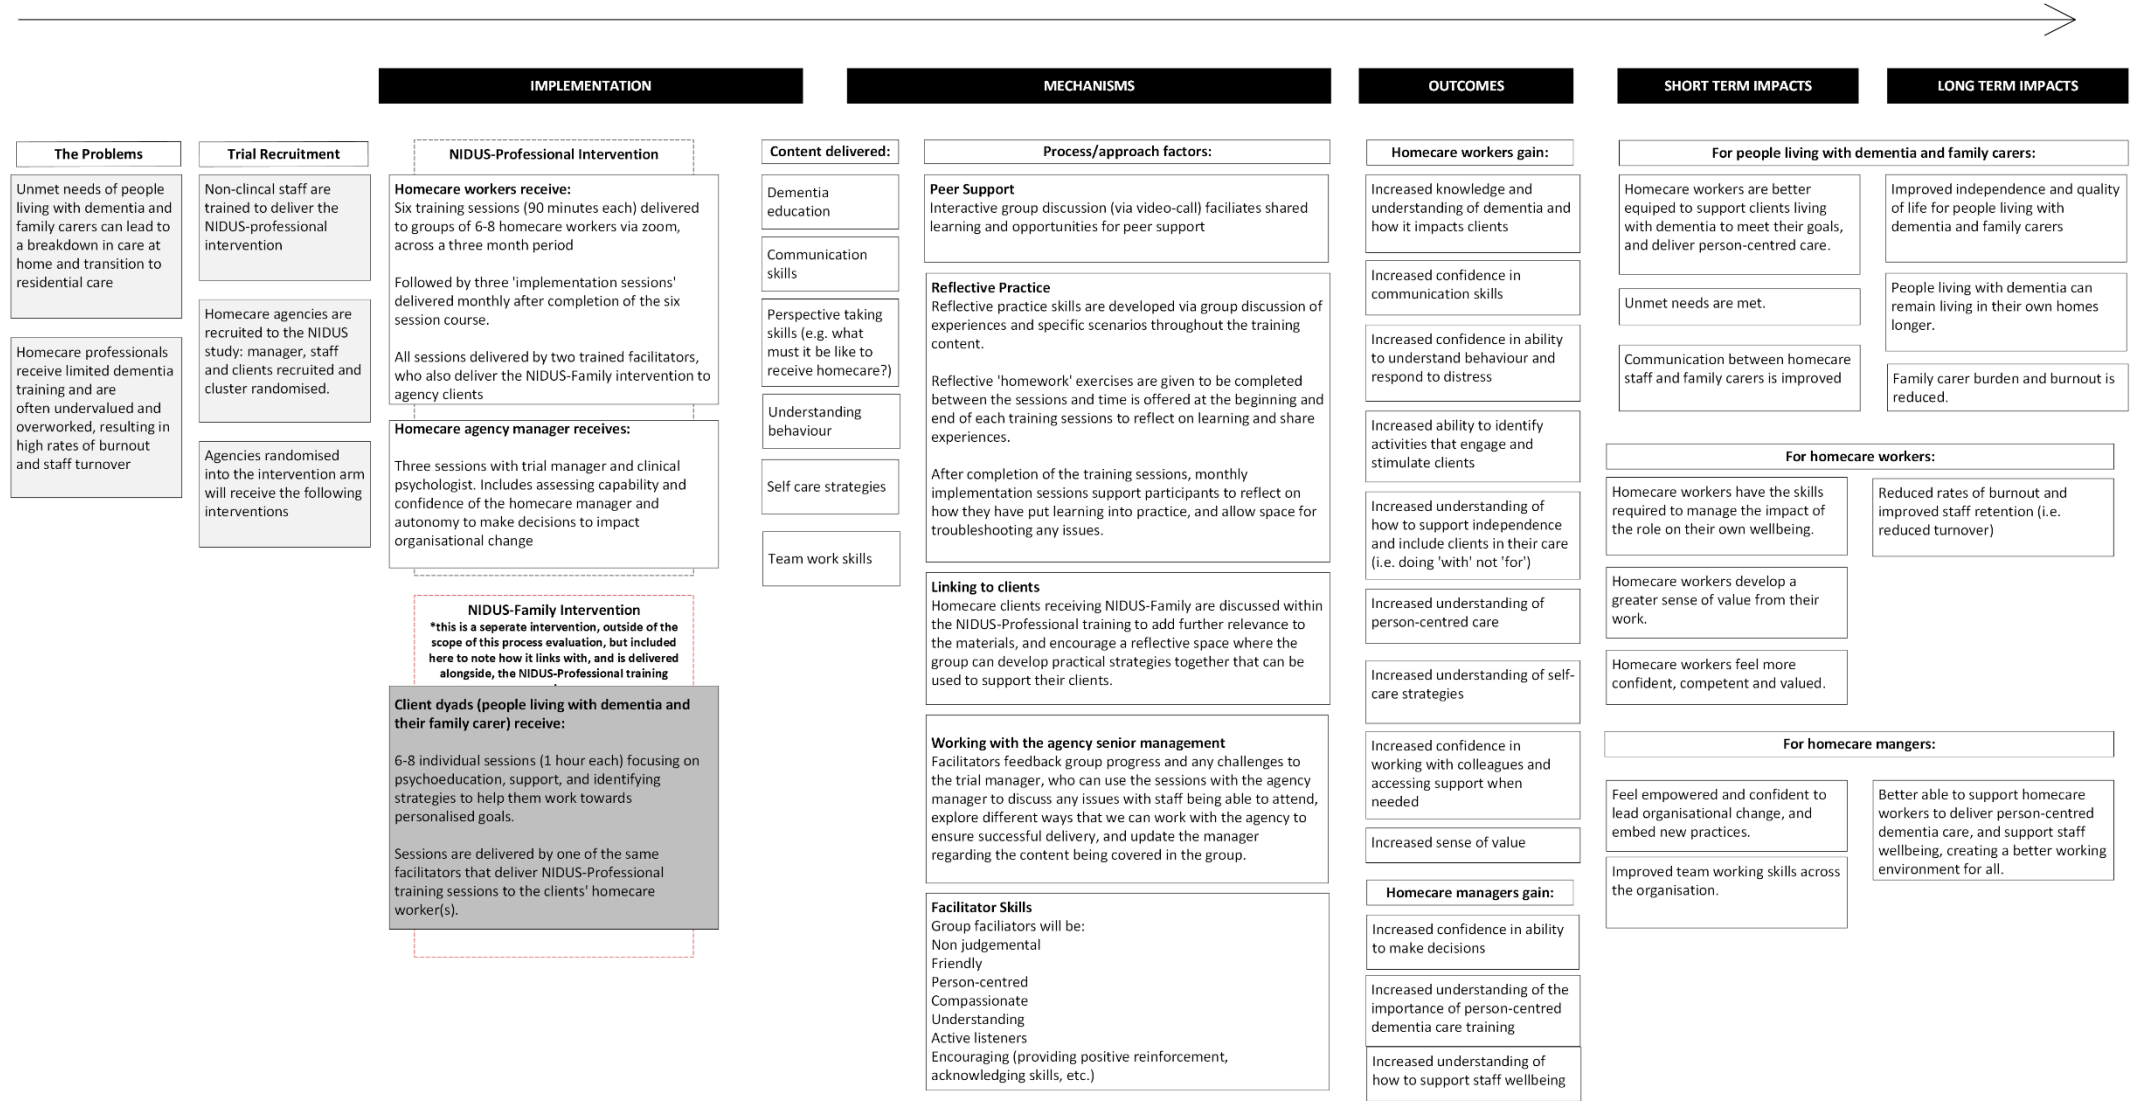 IMPLEMENTATION
MECHANISMS
OUTCOMES
SHORT TERM IMPACTS
LONG TERM IMPACTS
The Problems
Unmet needs of people
living with dementia and
family carers can lead to
a breakdown in care at
home and transition to
residential care
Homecare professionals
receive limited dementia
training and are
often undervalued and
overworked, resulting in
high rates of burnout
and staff turnover
Trial Recruitment
Non-clincal staff are
trained to deliver the
NIDUS-professional
intervention
Homecare agencies are
recruited to the NIDUS
study: manager, staff
and clients recruited and
cluster randomised.
Agencies randomised
into the intervention arm
will receive the following
interventions
NIDUS-Professional Intervention
Homecare workers receive:
Six training sessions (90 minutes each) delivered
to groups of 6-8 homecare workers via zoom,
across a three month period
Followed by three 'implementation sessions'
delivered monthly after completion of the six
session course.
All sessions delivered by two trained facilitators,
who also deliver the NIDUS-Family intervention to
agency clients
Homecare agency manager receives:
Three sessions with trial manager and clinical
psychologist. Includes assessing capability and
confidence of the homecare manager and
autonomy to make decisions to impact
organisational change
NIDUS-Family Intervention
*this is a seperate intervention, outside of the
scope of this process evaluation, but included
here to note how it links with, and is delivered
alongside, the NIDUS-Professional training
Client dyads (people living with dementia and
their family carer) receive:
6-8 individual sessions (1 hour each) focusing on
psychoeducation, support, and identifying
strategies to help them work towards
personalised goals.
Sessions are delivered by one of the same
facilitators that deliver NIDUS-Professional
training sessions to the clients' homecare
worker(s).
Content delivered:
Dementia
education
Communication
skills
Perspective taking
skills (e.g. what
must it be like to
receive homecare?)
Understanding
behaviour
Self care strategies
Team work skills
Process/approach factors:
Peer Support
Interactive group discussion (via video-call) faciliates shared
learning and opportunities for peer support
Reflective Practice
Reflective practice skills are developed via group discussion of
experiences and specific scenarios throughout the training
content.
Reflective 'homework' exercises are given to be completed
between the sessions and time is offered at the beginning and
end of each training sessions to reflect on learning and share
experiences.
After completion of the training sessions, monthly
implementation sessions support participants to reflect on
how they have put learning into practice, and allow space for
troubleshooting any issues.
Linking to clients
Homecare clients receiving NIDUS-Family are discussed within
the NIDUS-Professional training to add further relevance to
the materials, and encourage a reflective space where the
group can develop practical strategies together that can be
used to support their clients.
Working with the agency senior management
Facilitators feedback group progress and any challenges to
the trial manager, who can use the sessions with the agency
manager to discuss any issues with staff being able to attend,
explore different ways that we can work with the agency to
ensure successful delivery, and update the manager
regarding the content being covered in the group.
Facilitator Skills
Group faciliators will be:
Non judgemental
Friendly
Person-centred
Compassionate
Understanding
Active listeners
Encouraging (providing positive reinforcement,
acknowledging skills, etc.)
Homecare workers gain:
Increased knowledge and
understanding of dementia and
how it impacts clients
Increased confidence in
communication skills
Increased confidence in ability
to understand behaviour and
respond to distress
Increased ability to identify
activities that engage and
stimulate clients
Increased understanding of
how to support independence
and include clients in their care
(i.e. doing 'with' not 'for')
Increased understanding of
person-centred care
Increased understanding of self-
care strategies
Increased confidence in
working with colleagues and
accessing support when
needed
Increased sense of value
Homecare managers gain:
Increased confidence in ability
to make decisions
Increased understanding of the
importance of person-centred
dementia care training
Increased understanding of
how to support staff wellbeing
For people living with dementia and family carers:
Homecare workers are better
equiped to support clients living
with dementia to meet their goals,
and deliver person-centred care.
Unmet needs are met.
Communication between homecare
staff and family carers is improved
Improved independence and quality
of life for people living with
dementia and family carers
People living with dementia can
remain living in their own homes
longer.
Family carer burden and burnout is
reduced.
For homecare workers:
Homecare workers have the skills
required to manage the impact of
the role on their own wellbeing.
Homecare workers develop a
greater sense of value from their
work.
Homecare workers feel more
confident, competent and valued.
Reduced rates of burnout and
improved staff retention (i.e.
reduced turnover)
For homecare mangers:
Feel empowered and confident to
lead organisational change, and
embed new practices.
Improved team working skills across
the organisation.
Better able to support homecare
workers to deliver person-centred
dementia care, and support staff
wellbeing, creating a better working
environment for all.